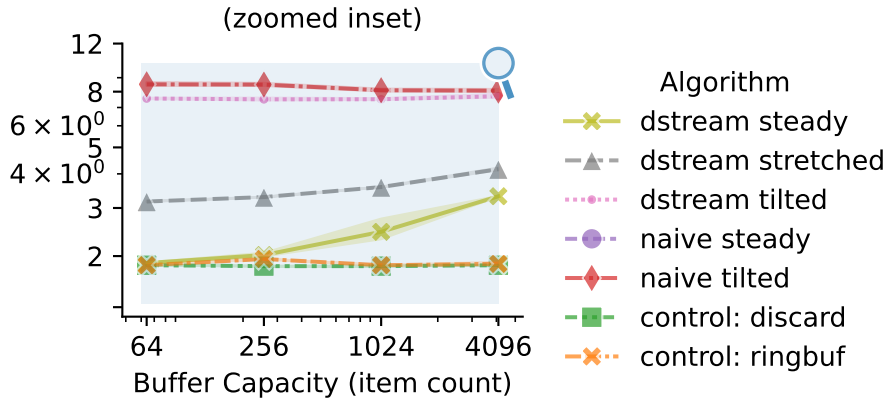 (zoomed inset)
12
8
6 × 10⁰
5
4 × 10⁰
3
2
64 256 1024 4096
Buffer Capacity (item count)
Algorithm
dstream steady
dstream stretched
dstream tilted
naive steady
naive tilted
control: discard
control: ringbuf